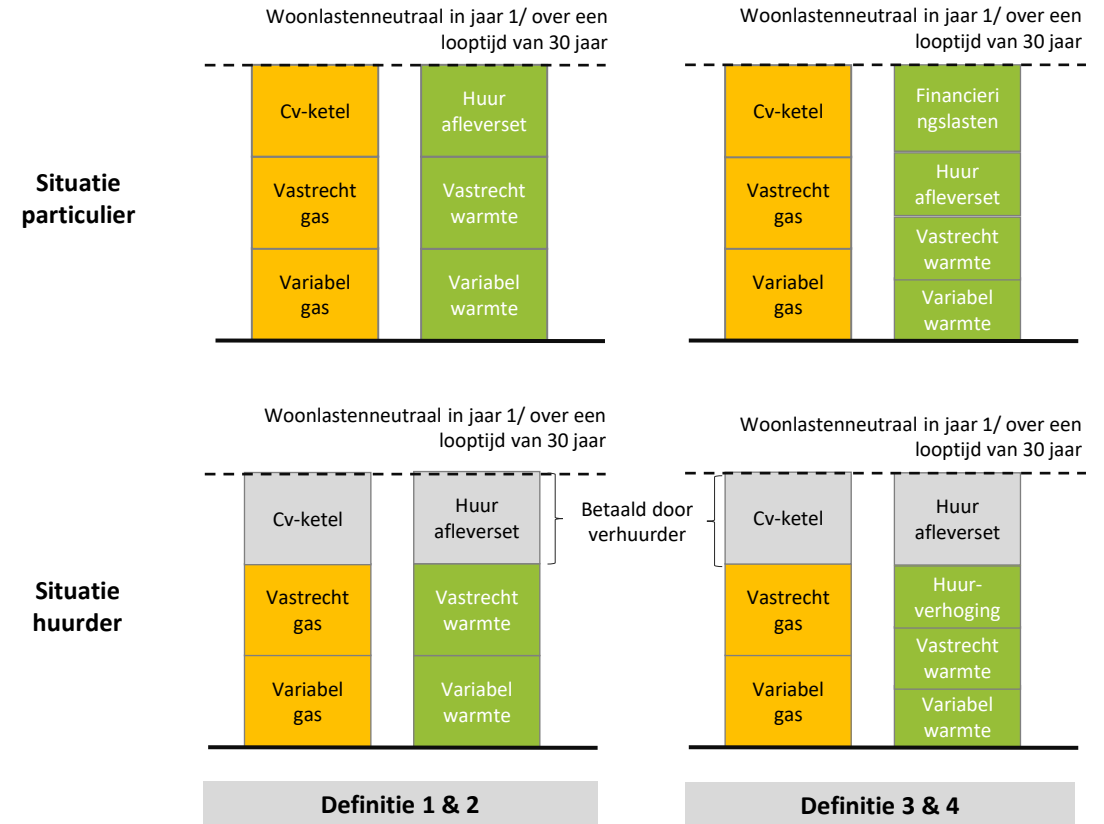 Woonlastenneutraal in jaar 1/ over een
looptijd van 30 jaar
Woonlastenneutraal in jaar 1/ over een
looptijd van 30 jaar
Situatie
particulier
Cv-ketel
Vastrecht
gas
Variabel
gas
Huur
afleverset
Vastrecht
warmte
Variabel
warmte
Cv-ketel
Vastrecht
gas
Variabel
gas
Financieri
ngslasten
Huur
afleverset
Vastrecht
warmte
Variabel
warmte
Woonlastenneutraal in jaar 1/ over een
looptijd van 30 jaar
Woonlastenneutraal in jaar 1/ over een
looptijd van 30 jaar
Situatie
huurder
Cv-ketel
Vastrecht
gas
Variabel
gas
Huur
afleverset
Vastrecht
warmte
Variabel
warmte
Betaald door
verhuurder
Cv-ketel
Vastrecht
gas
Variabel
gas
Huur
afleverset
Huur-
verhoging
Vastrecht
warmte
Variabel
warmte
Definitie 1 & 2
Definitie 3 & 4